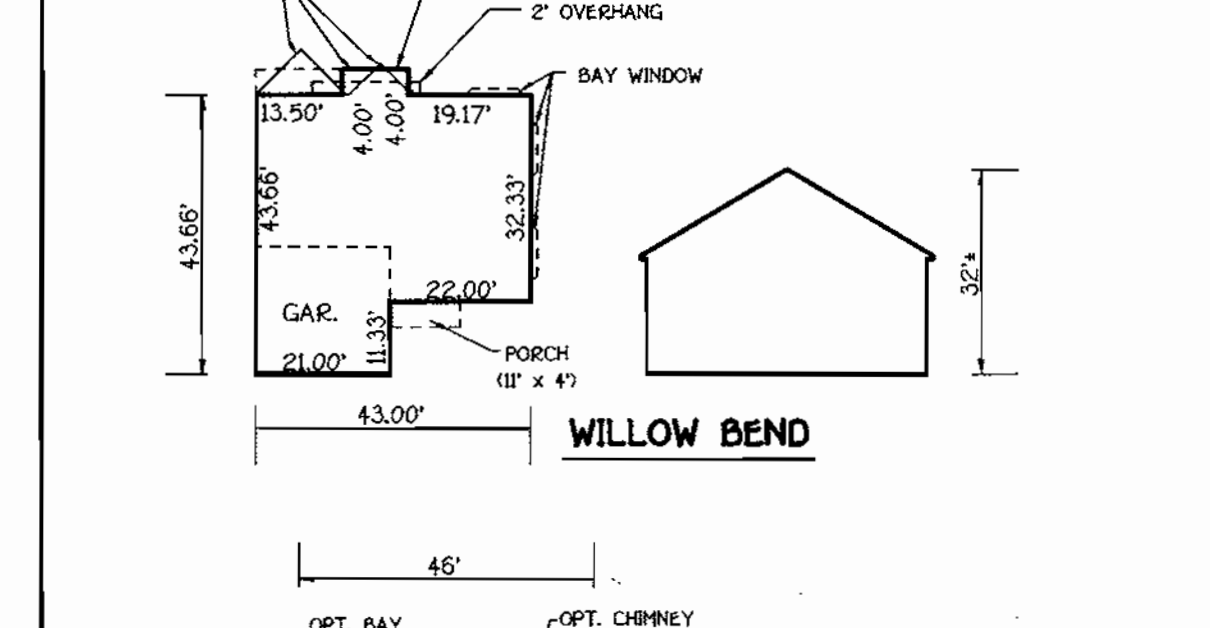 2' OVERHANG
BAY WINDOW
13.50'
4.00'
4.00'
19.17'
43.66'
43.66'
32.33'
32'±
22.00'
GAR.
11.33'
21.00'
PORCH
(11' x 4')
43.00'
WILLOW BEND
46'
OPT. BAY
OPT. CHIMNEY